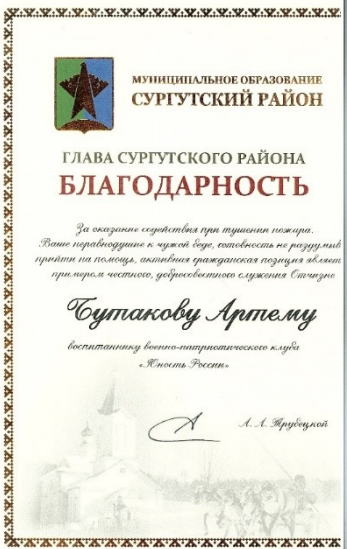 МУНИЦИПАЛЬНОЕ ОБРАЗОВАНИЕ
СУРГУТСКИЙ РАЙОН
ГЛАВА СУРГУТСКОГО РАЙОНА
БЛАГОДАРНОСТЬ
За оказание содействия при тушении пожара.
Ваше неравнодушие к чужой беде, готовность не раздумыв
прийти на помощь, активная гражданская позиция являет
примером честного, добросовестного служения Отчизне
Бутакову Артему
воспитаннику военно-патриотического клуба
«Юность России»
А. А. Трубецкой